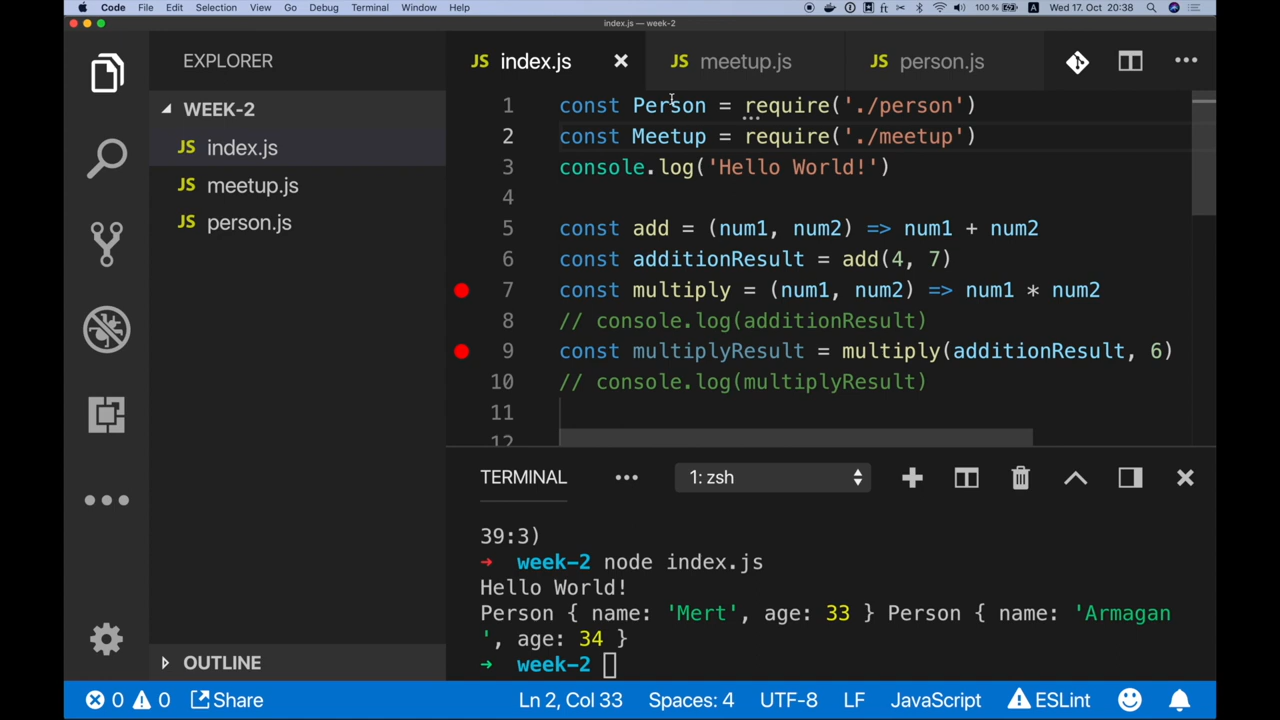 Code File Edit Selection View Go Debug Terminal Window Help 100 % A Wed 17. Oct 20:38
index.js — week-2
EXPLORER
JS index.js
JS meetup.js
JS person.js
WEEK-2
JS index.js
JS meetup.js
JS person.js
OUTLINE
1 const Person = require('./person')
2 const Meetup = require('./meetup')
3 console.log('Hello World!')
4
5 const add = (num1, num2) => num1 + num2
6 const additionResult = add(4, 7)
7 const multiply = (num1, num2) => num1 * num2
8 // console.log(additionResult)
9 const multiplyResult = multiply(additionResult, 6)
10 // console.log(multiplyResult)
11
12
TERMINAL
1: zsh
39:3)
➜ week-2 node index.js
Hello World!
Person { name: 'Mert', age: 33 } Person { name: 'Armagan
', age: 34 }
➜ week-2
0 0 Share Ln 2, Col 33 Spaces: 4 UTF-8 LF JavaScript ESLint